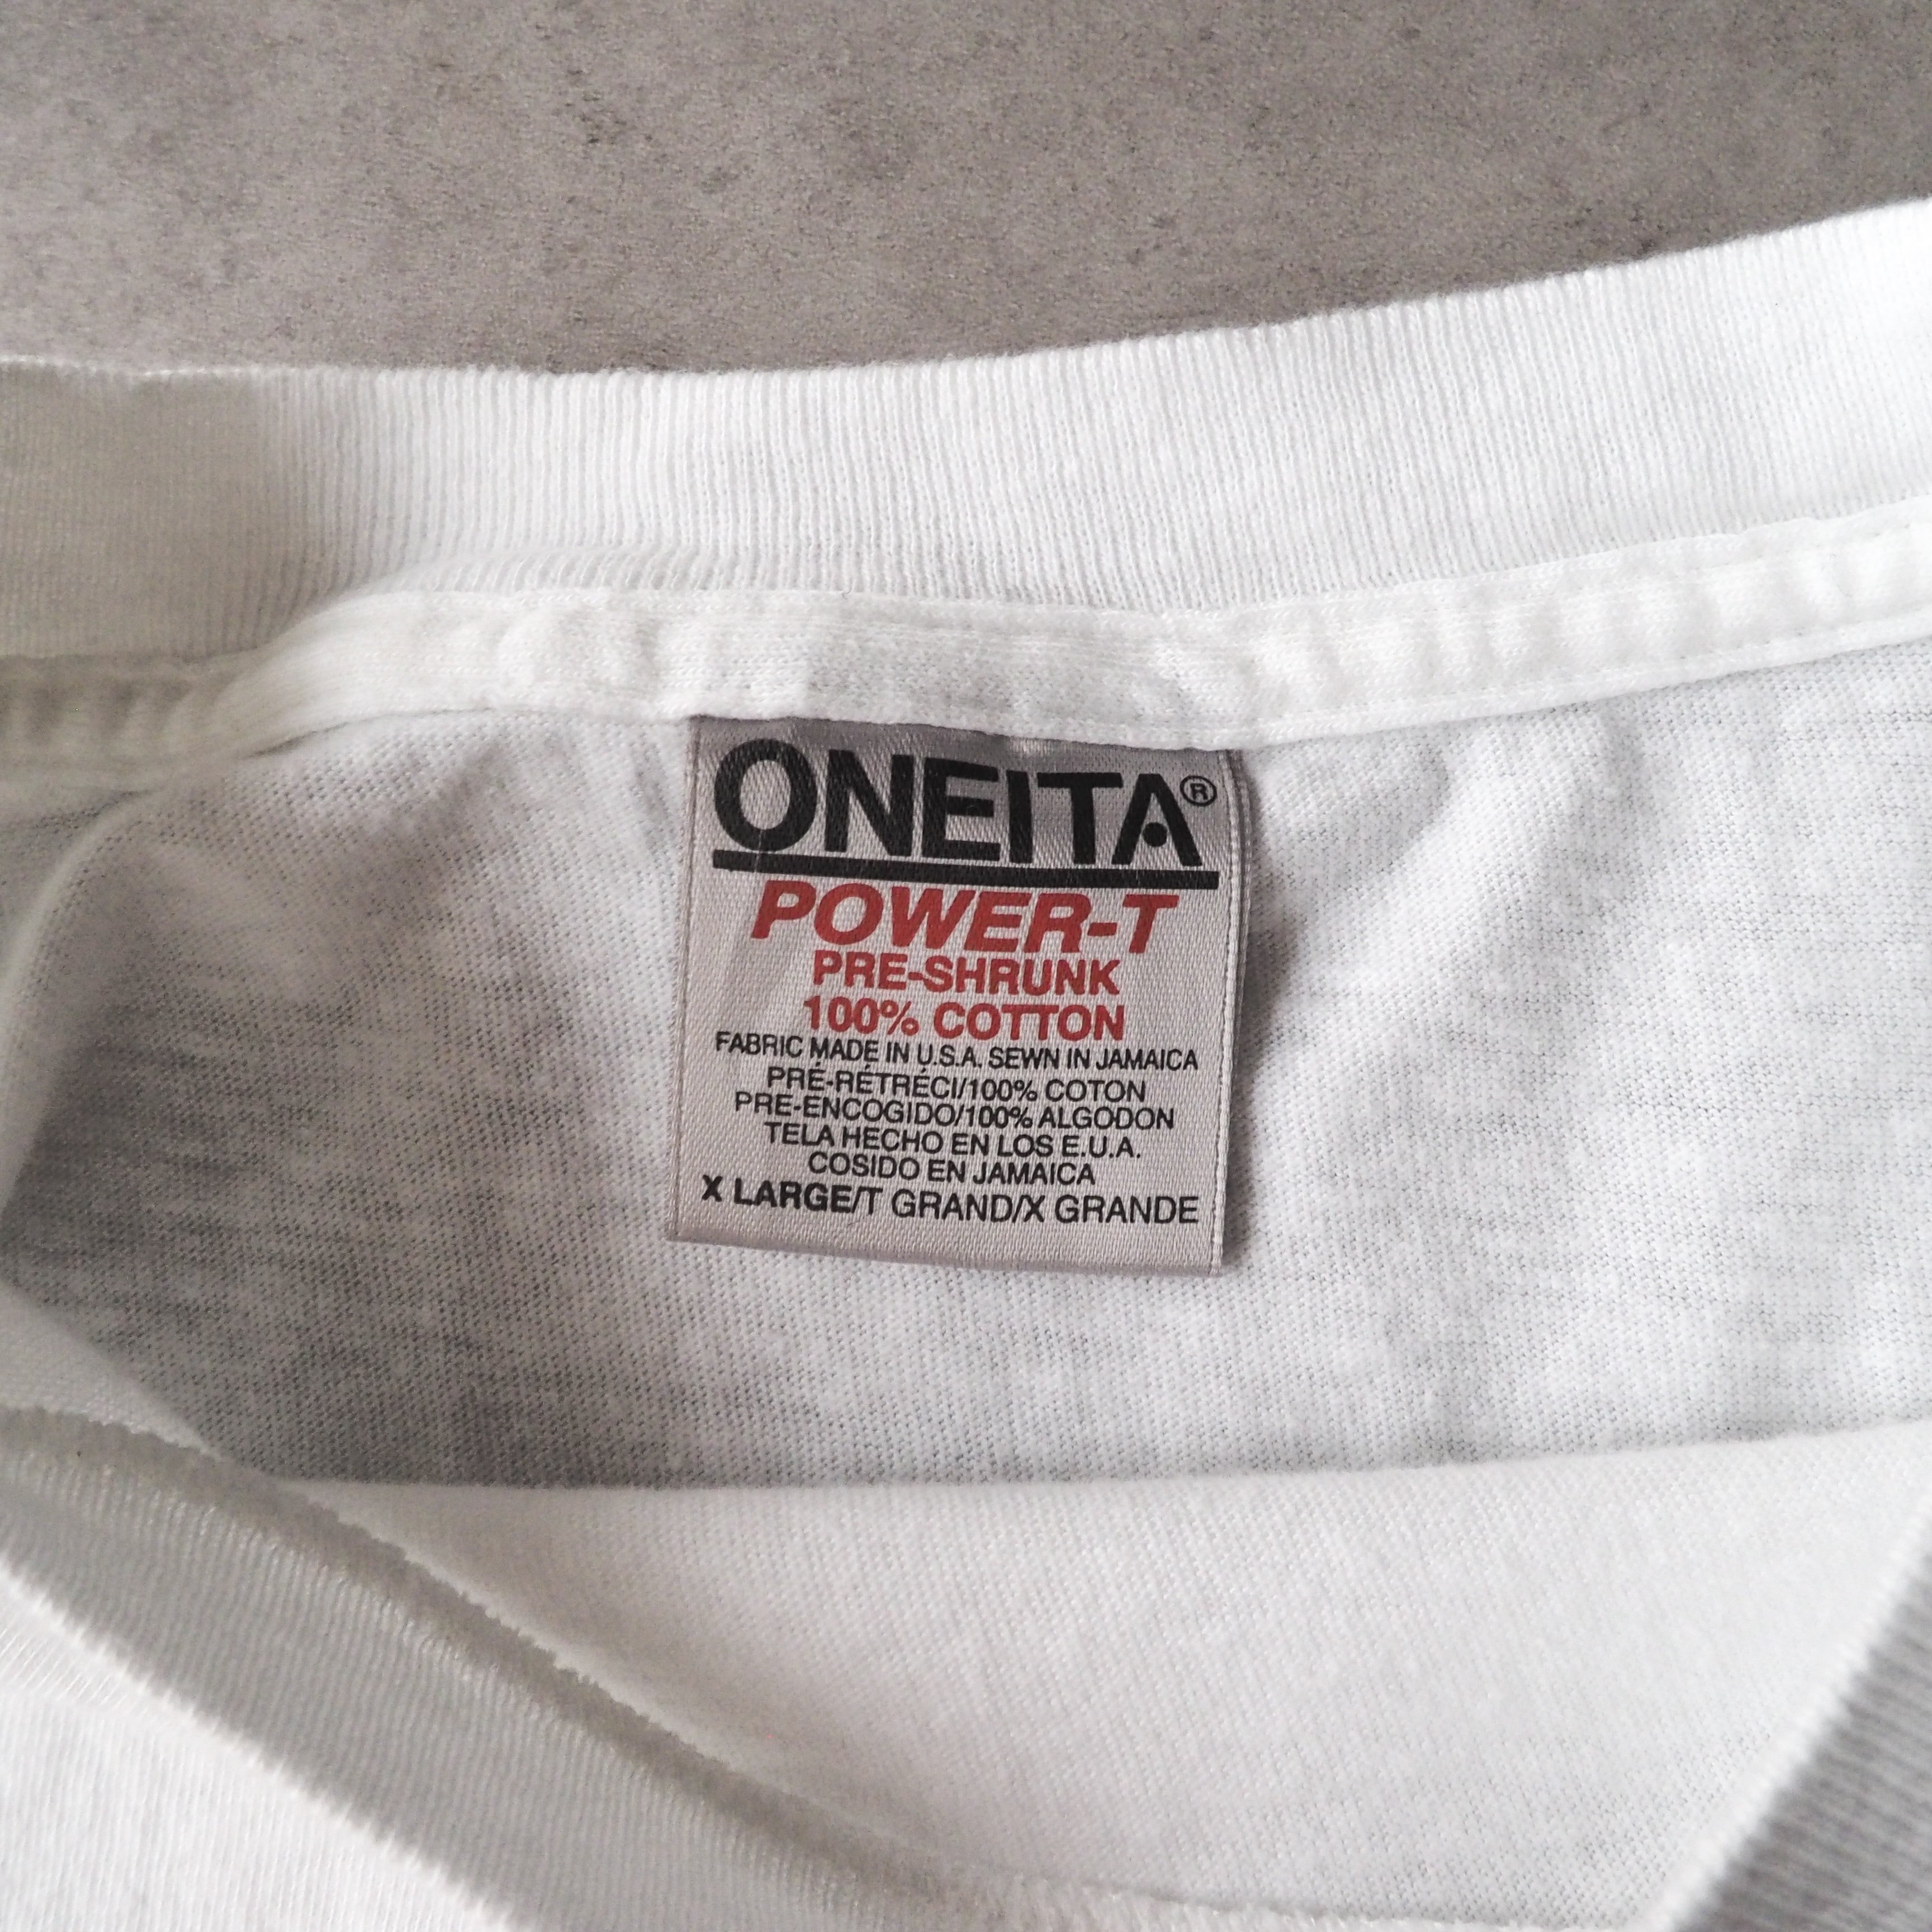 ONEITA®
POWER-T
PRE-SHRUNK
100% COTTON
FABRIC MADE IN U.S.A. SEWN IN JAMAICA
PRÉ-RÉTRÉCI/100% COTON
PRE-ENCOGIDO/100% ALGODON
TELA HECHO EN LOS E.U.A.
COSIDO EN JAMAICA
X LARGE/T GRAND/X GRANDE